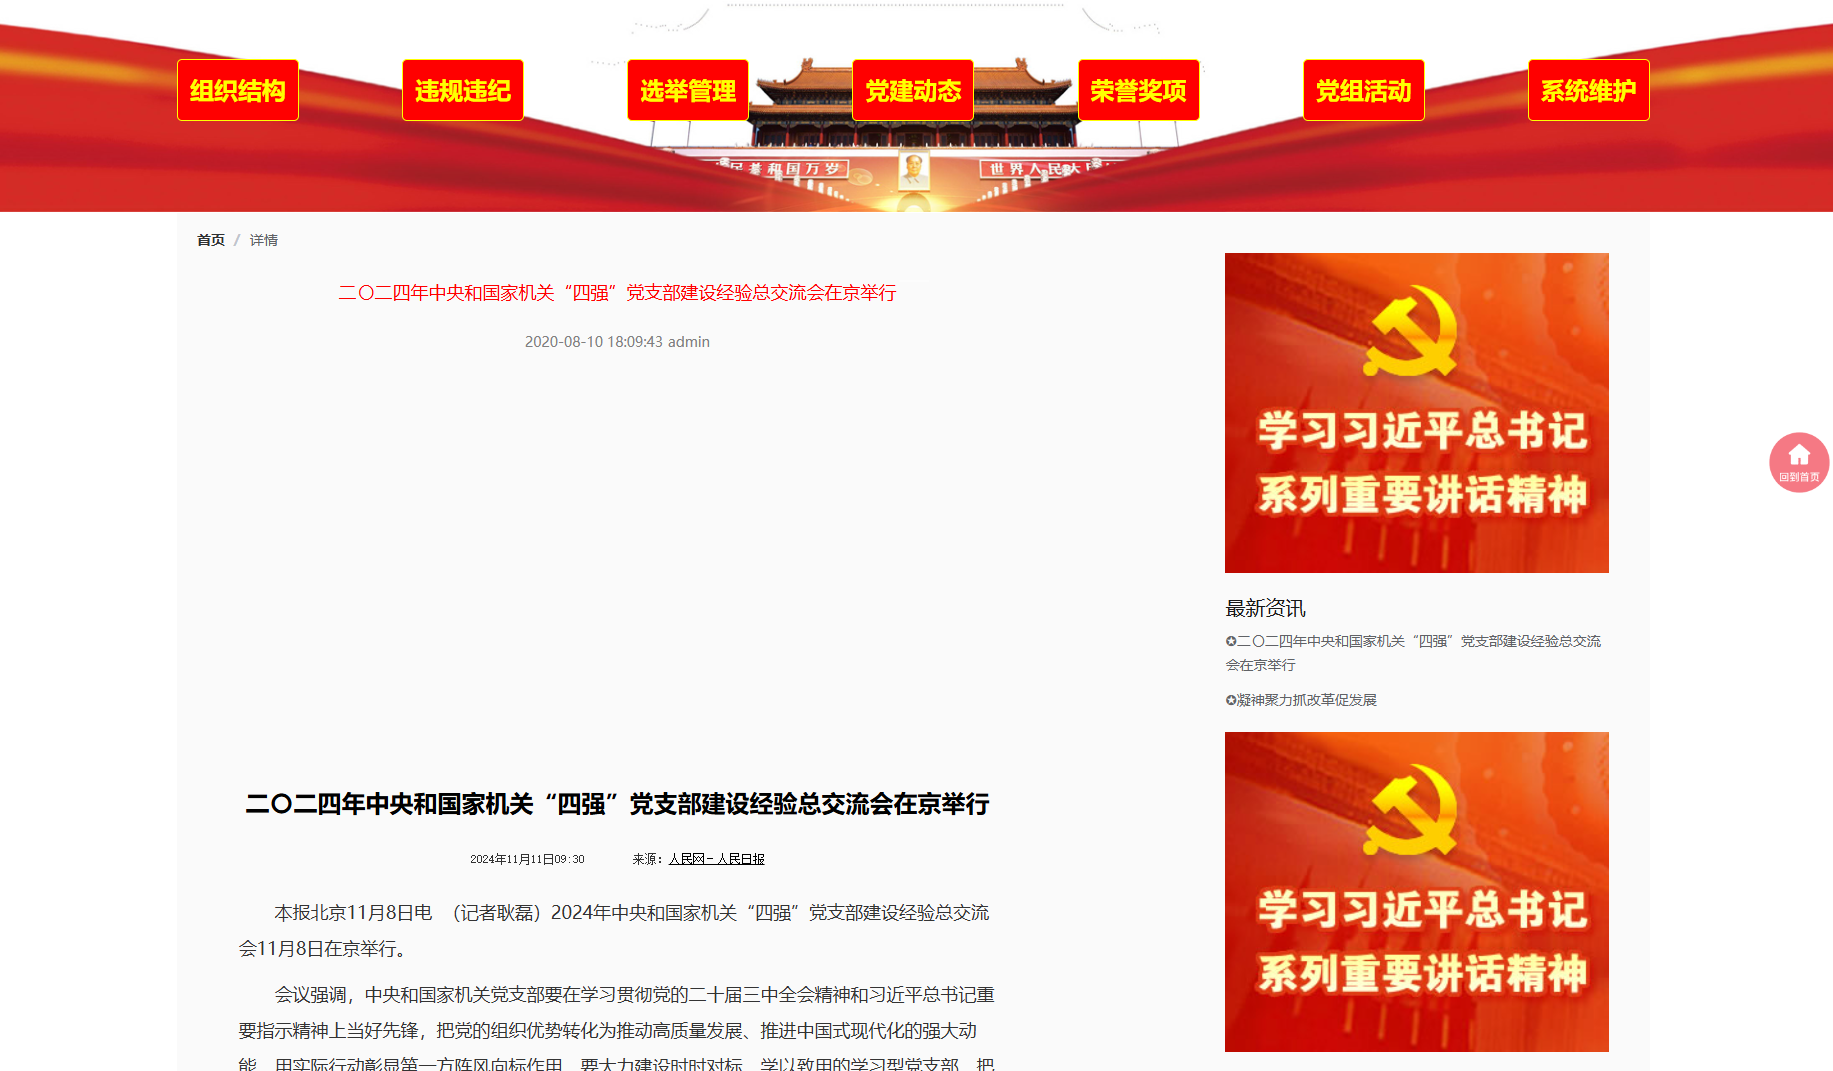 组织结构
违规违纪
选举管理
党建动态
荣誉奖项
党组活动
系统维护
民共和国万岁
世界人民大
首页 / 详情
二〇二四年中央和国家机关“四强”党支部建设经验总交流会在京举行
2020-08-10 18:09:43 admin
学习习近平总书记
系列重要讲话精神
回到首页
最新资讯
✪二〇二四年中央和国家机关“四强”党支部建设经验总交流
会在京举行
✪凝神聚力抓改革促发展
学习习近平总书记
系列重要讲话精神
二〇二四年中央和国家机关“四强”党支部建设经验总交流会在京举行
2024年11月11日09:30 来源：人民网－人民日报
本报北京11月8日电 （记者耿磊）2024年中央和国家机关“四强”党支部建设经验总交流
会11月8日在京举行。
会议强调，中央和国家机关党支部要在学习贯彻党的二十届三中全会精神和习近平总书记重
要指示精神上当好先锋，把党的组织优势转化为推动高质量发展、推进中国式现代化的强大动
能，用实际行动彰显第一方阵风向标作用。要大力建设时时对标、学以致用的学习型党支部，把